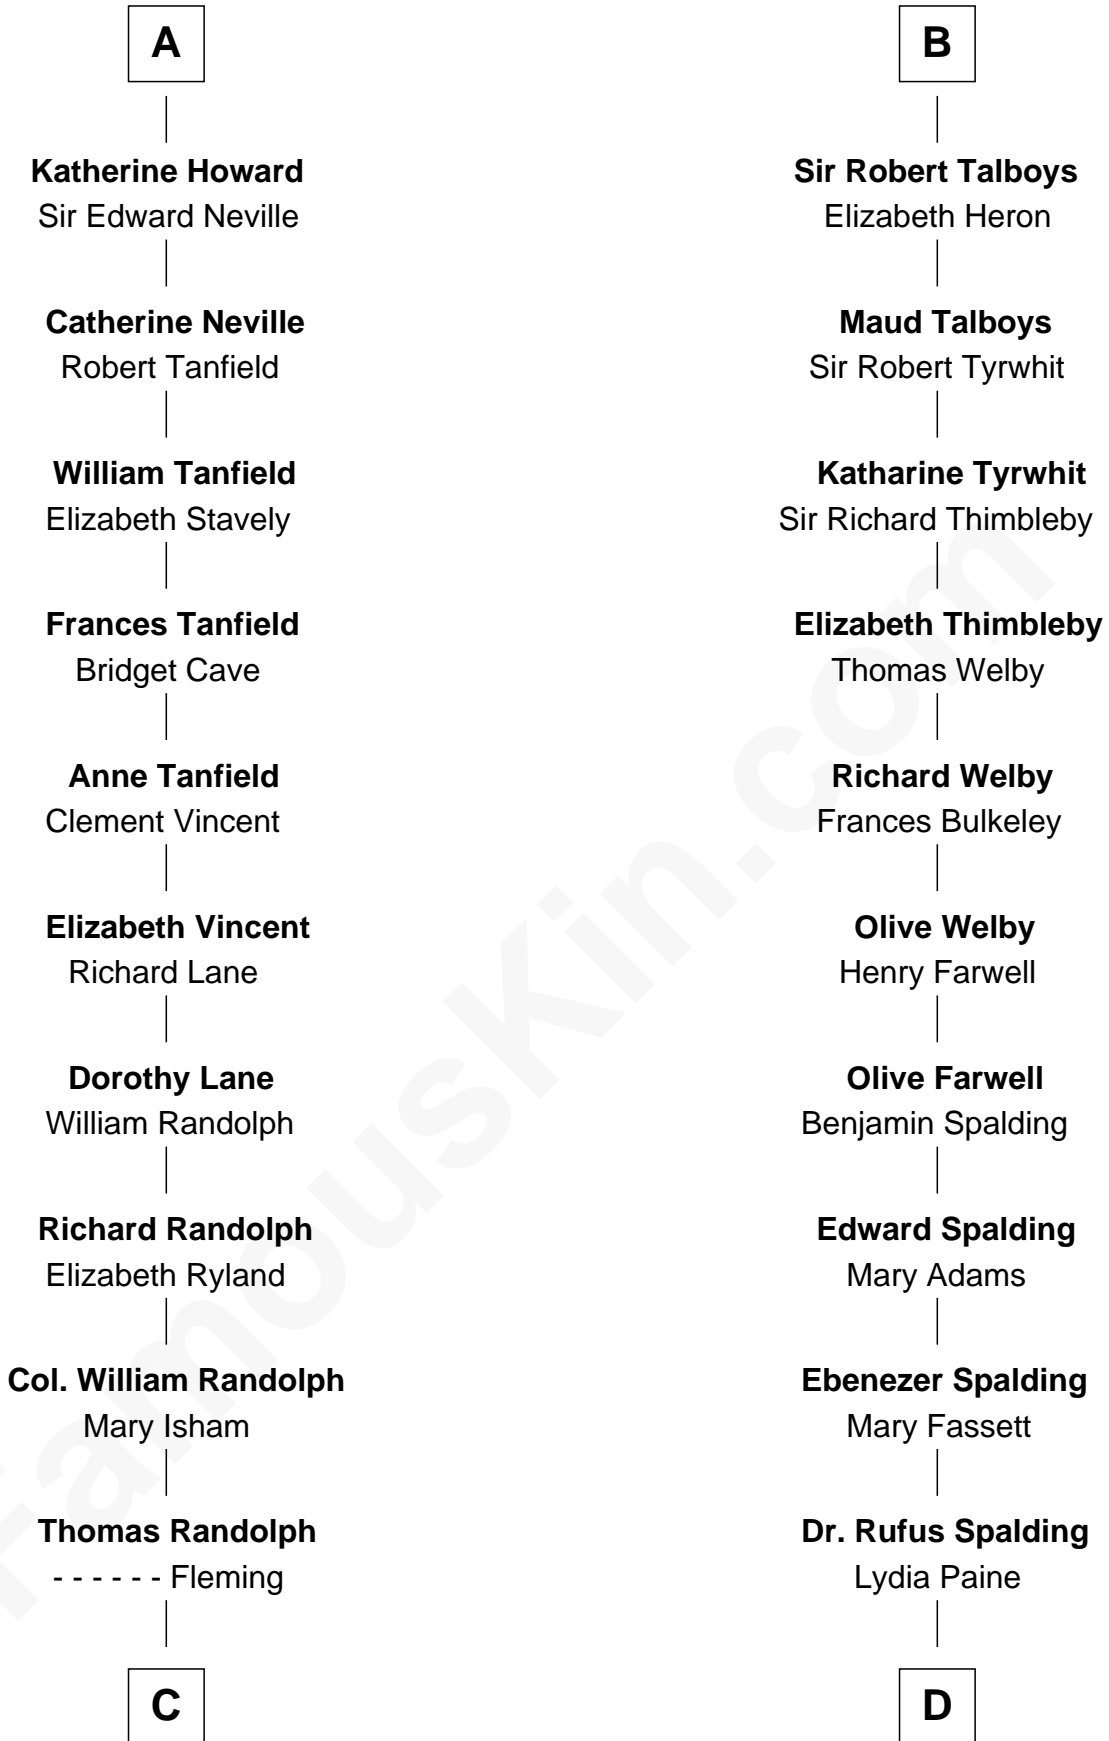 A
Katherine Howard
Sir Edward Neville
Catherine Neville
Robert Tanfield
William Tanfield
Elizabeth Stavely
Frances Tanfield
Bridget Cave
Anne Tanfield
Clement Vincent
Elizabeth Vincent
Richard Lane
Dorothy Lane
William Randolph
Richard Randolph
Elizabeth Ryland
Col. William Randolph
Mary Isham
Thomas Randolph
- - - - - - Fleming
C
B
Sir Robert Talboys
Elizabeth Heron
Maud Talboys
Sir Robert Tyrwhit
Katharine Tyrwhit
Sir Richard Thimbleby
Elizabeth Thimbleby
Thomas Welby
Richard Welby
Frances Bulkeley
Olive Welby
Henry Farwell
Olive Farwell
Benjamin Spalding
Edward Spalding
Mary Adams
Ebenezer Spalding
Mary Fassett
Dr. Rufus Spalding
Lydia Paine
D
FamousKin.com